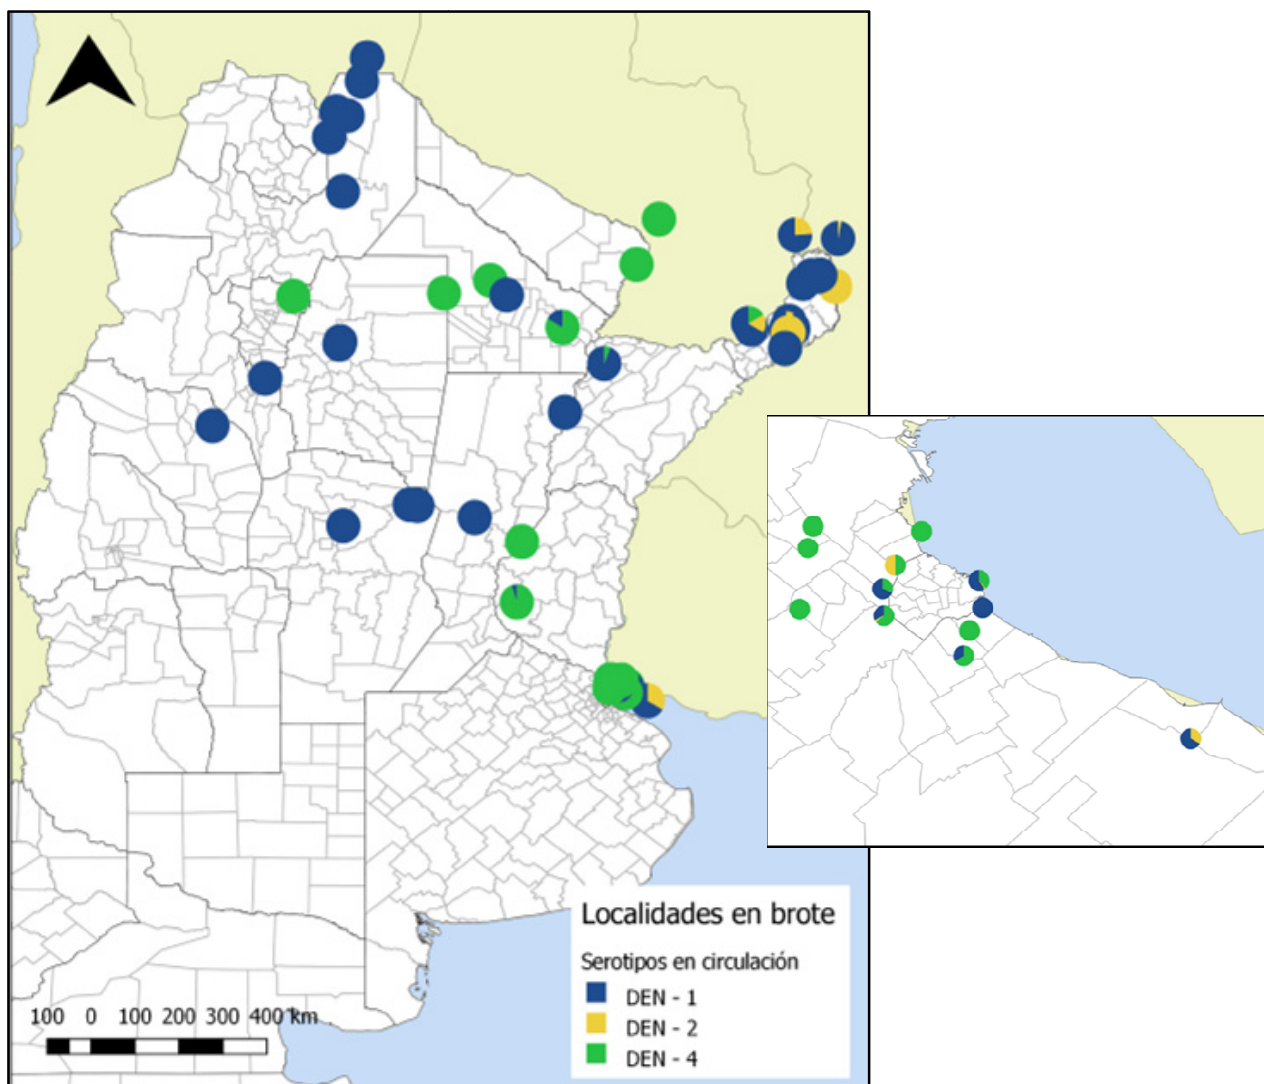 Localidades en brote
Serotipos en circulación
DEN - 1
DEN - 2
DEN - 4
100 0 100 200 300 400 km